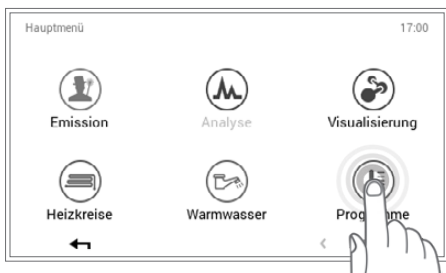 Hauptmenü 17:00
Emission Analyse Visualisierung
Heizkreise Warmwasser